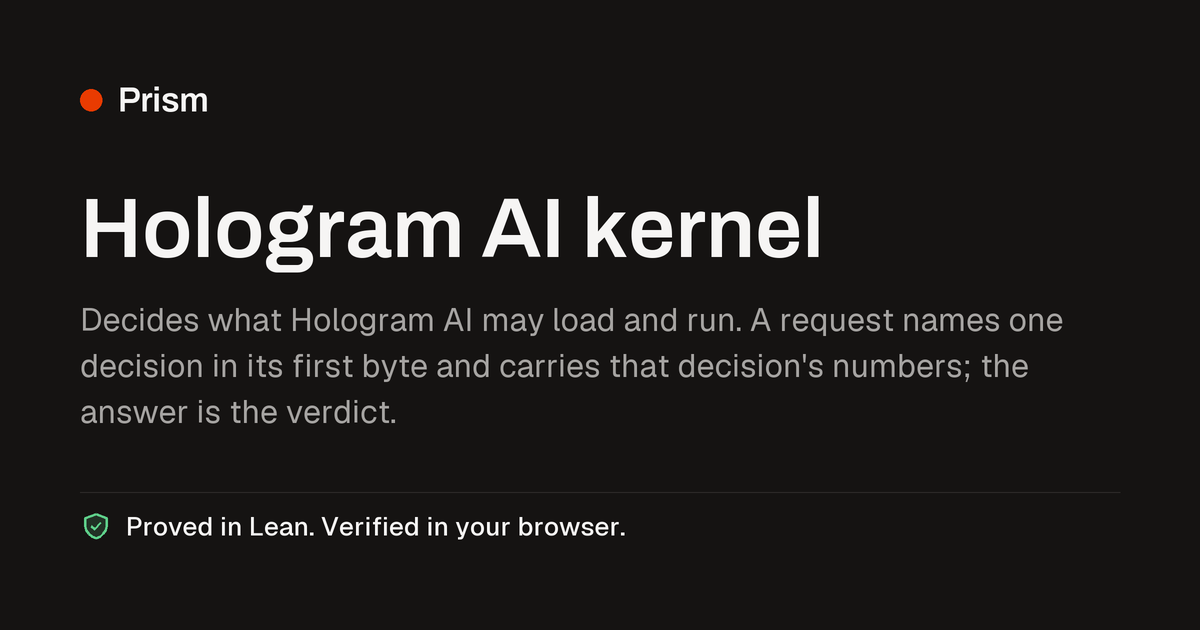 Prism
Hologram AI kernel
Decides what Hologram AI may load and run. A request names one
decision in its first byte and carries that decision's numbers; the
answer is the verdict.
Proved in Lean. Verified in your browser.